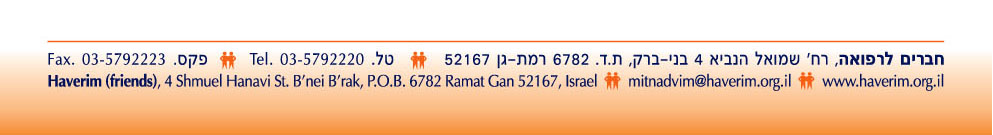 חברים לרפואה, רח' שמואל הנביא 4 בני-ברק, ת.ד. 6782 רמת-גן 52167 טל. Tel. 03-5792220 פקס. Fax. 03-5792223
Haverim (friends), 4 Shmuel Hanavi St. B'nei B'rak, P.O.B. 6782 Ramat Gan 52167, Israel mitnadvim@haverim.org.il www.haverim.org.il